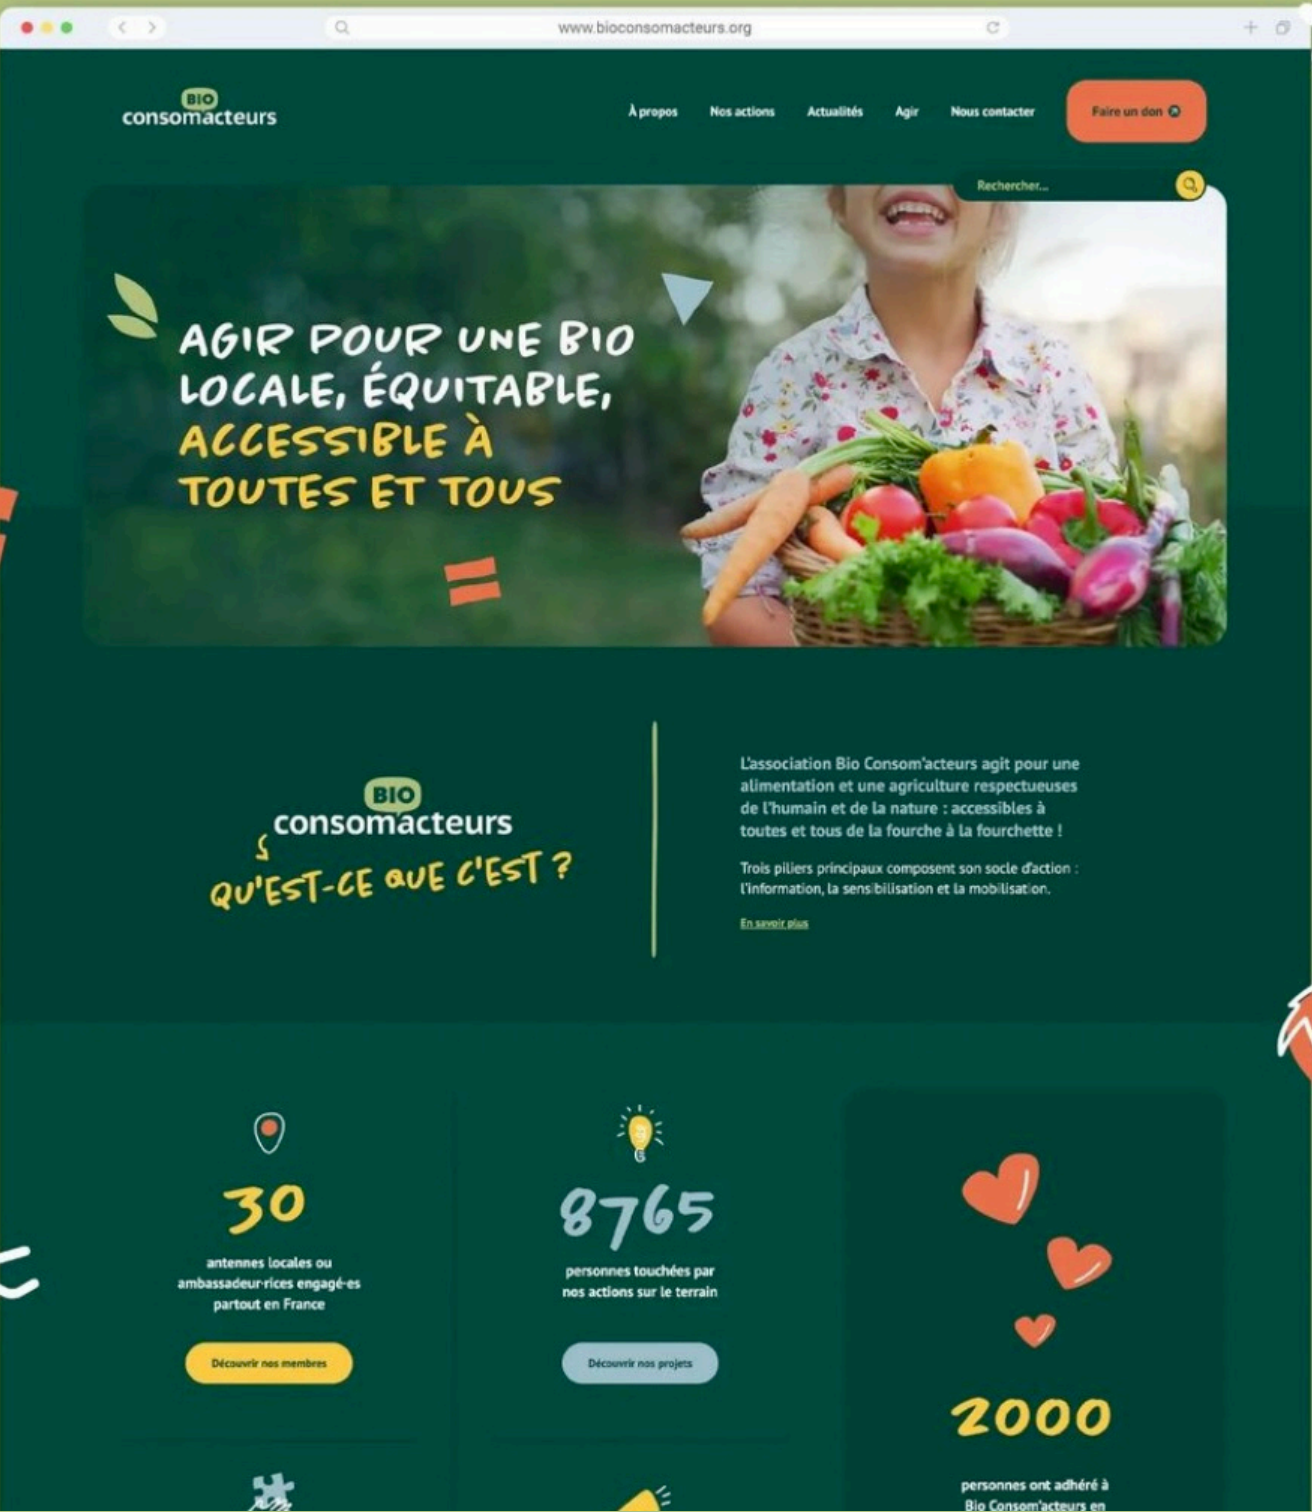 www.bioconsomacteurs.org
BIO
consomacteurs
À propos
Nos actions
Actualités
Agir
Nous contacter
Faire un don
Rechercher...
AGIR POUR UNE BIO
LOCALE, ÉQUITABLE,
ACCESSIBLE À
TOUTES ET TOUS
BIO
consomacteurs
QU'EST-CE QUE C'EST ?
L'association Bio Consom'acteurs agit pour une
alimentation et une agriculture respectueuses
de l'humain et de la nature : accessibles à
toutes et tous de la fourche à la fourchette !
Trois piliers principaux composent son socle d'action :
l'information, la sensibilisation et la mobilisation.
En savoir plus
30
antennes locales ou
ambassadeur·rices engagé·es
partout en France
Découvrir nos membres
8765
personnes touchées par
nos actions sur le terrain
Découvrir nos projets
2000
personnes ont adhéré à
Bio Consom'acteurs en